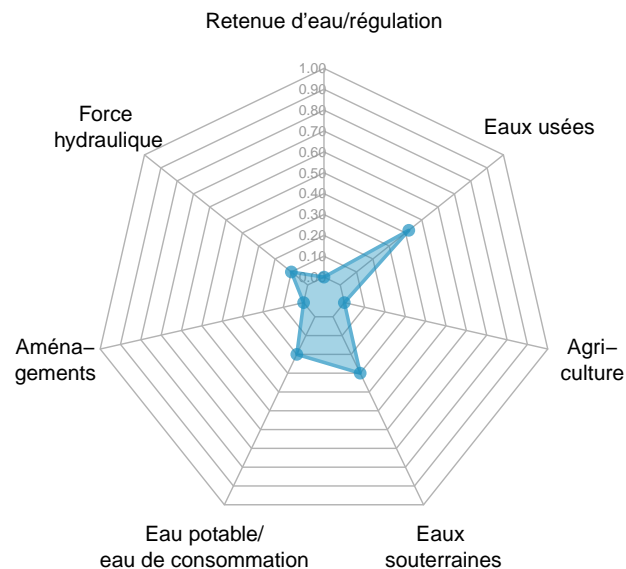 Retenue d'eau/régulation
1.00
0.90
0.80
0.70
0.60
0.50
0.40
0.30
0.20
0.10
0.00
Force
hydraulique
Eaux usées
Aména–
gements
Agri–
culture
Eau potable/
eau de consommation
Eaux
souterraines